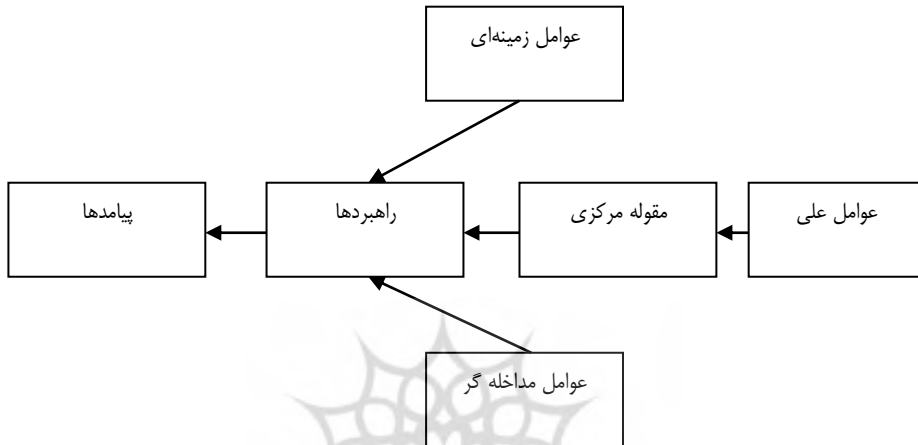 عوامل زمینه‌ای
عوامل علی
مقوله مرکزی
راهبردها
پیامدها
عوامل مداخله گر